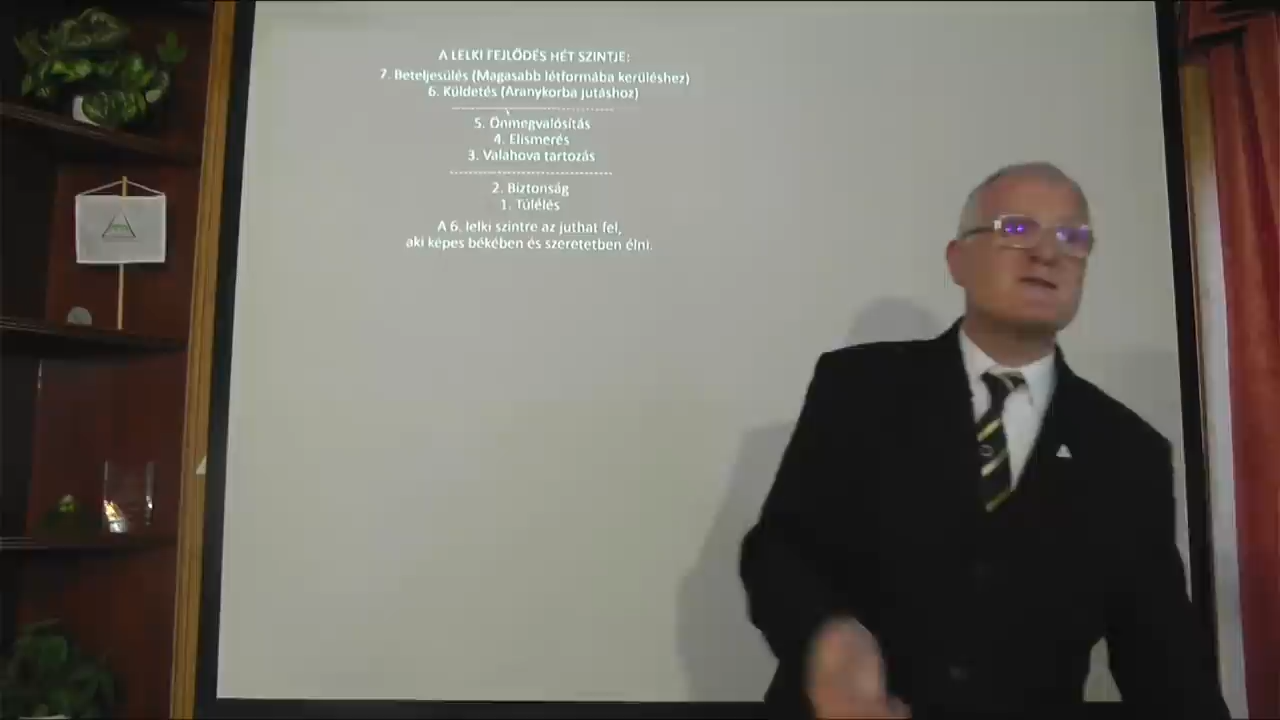 A LELKI FEJLŐDÉS HÉT SZINTJE:
7. Beteljesülés (Magasabb létformába kerüléshez)
6. Küldetés (Aranykorba jutáshoz)
5. Önmegvalósítás
4. Elismerés
3. Valahova tartozás
2. Biztonság
1. Túlélés
A 6. lelki szintre az juthat fel,
aki képes békében és szeretetben élni.